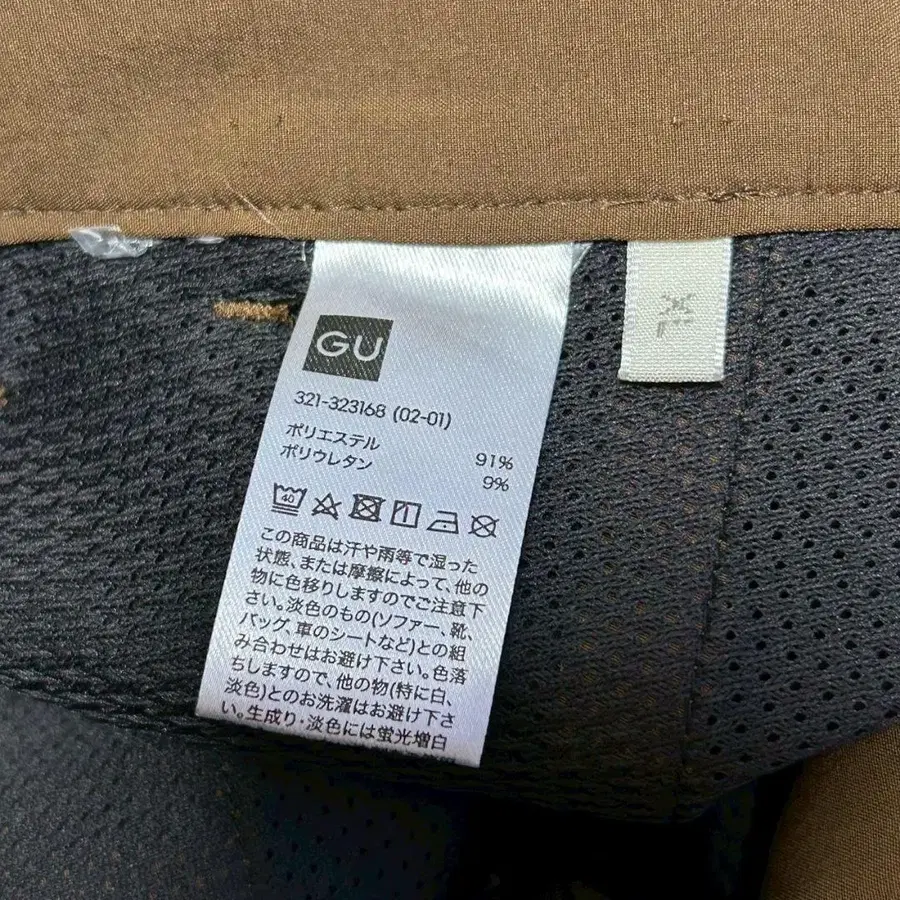 GU
321-323168 (02-01)
ポリエステル 91%
ポリウレタン 9%
40
この商品は汗や雨等で湿った
状態、または摩擦によって、他の
物に色移りしますのでご注意下
さい。淡色のもの(ソファー、靴、
バッグ、車のシートなど)との組
み合わせはお避け下さい。色落
ちしますので、他の物(特に白、
淡色)とのお洗濯はお避け下さ
い。生成り・淡色には蛍光増白